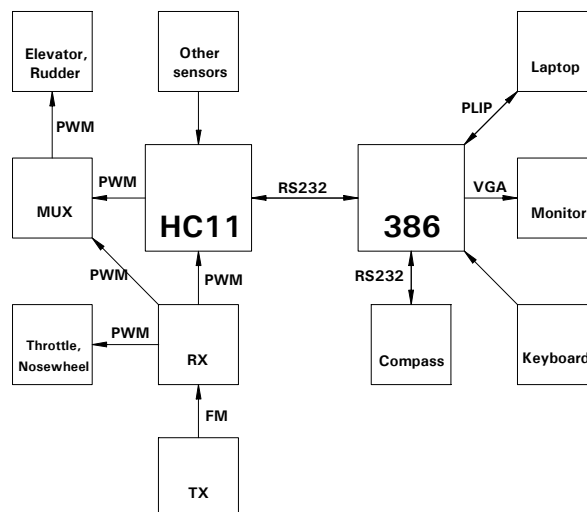 Elevator,
Rudder
Other
sensors
Laptop
PLIP
PWM
PWM
RS232
VGA
MUX
HC11
386
Monitor
PWM
PWM
RS232
PWM
Throttle,
Nosewheel
RX
Compass
Keyboard
FM
TX